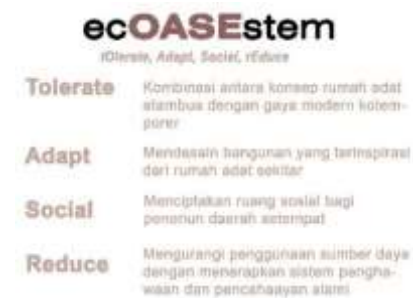 ecOASEstem
tOlerate, Adapt, Social, rEduce
Tolerate
Kombinasi antara konsep rumah adat
atambua dengan gaya modern kotem-
porer
Adapt
Mendesain bangunan yang terinspirasi
dari rumah adat sekitar
Social
Menciptakan ruang sosial bagi
penenun daerah setempat
Reduce
Mengurangi penggunaan sumber daya
dengan menerapkan sistem pengha-
waan dan pencahayaan alami